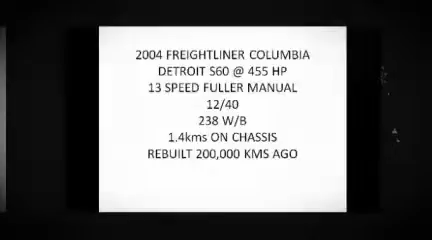 2004 FREIGHTLINER COLUMBIA
DETROIT S60 @ 455 HP
13 SPEED FULLER MANUAL
12/40
238 W/B
1.4kms ON CHASSIS
REBUILT 200,000 KMS AGO